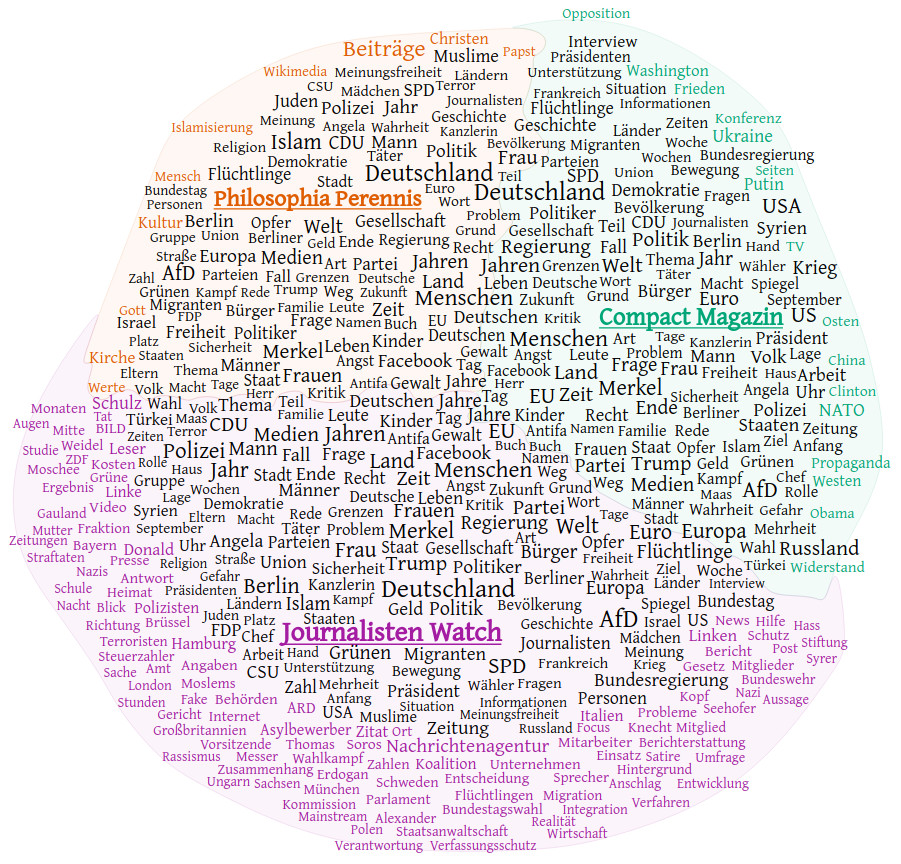 Opposition
Beiträge Christen Interview
Muslime Papst Präsidenten
Wikimedia Meinungsfreiheit Ländern Unterstützung Washington
CSU Mädchen SPD Terror Frankreich Situation Frieden
Juden Polizei Jahr Journalisten Flüchtlinge Informationen
Islamisierung Meinung Angela Wahrheit Geschichte Kanzlerin Geschichte Länder Zeiten Konferenz
Religion Islam CDU Mann Politik Bevölkerung Migranten Woche Ukraine
Demokratie Täter Frau Parteien Wochen Bundesregierung
Mensch Flüchtlinge Stadt Deutschland Teil SPD Union Bewegung Seiten
Bundestag Philosophia Perennis Euro Deutschland Demokratie Fragen Putin
Personen Wort Bevölkerung USA
Kultur Berlin Opfer Welt Gesellschaft Problem Politiker Teil CDU Journalisten Syrien
Gruppe Union Berliner Geld Ende Regierung Grund Gesellschaft Politik Berlin Hand TV
Straße Europa Medien Art Partei Jahren Recht Regierung Fall Thema Jahr Wähler Krieg
Zahl AfD Parteien Fall Grenzen Deutsche Land Jahren Grenzen Welt Täter Macht Spiegel
Grünen Kampf Rede Trump Weg Zukunft Leben Deutsche Wort Bürger September
Gott Migranten Bürger Familie Leute Zeit Menschen Zukunft Grund Euro
Israel FDP Frage Namen Buch EU Deutschen Kritik Compact Magazin US Osten
Platz Freiheit Politiker Kinder Deutschen Menschen Art Tage Kanzlerin Präsident
Kirche Staaten Sicherheit Merkel Leben Gewalt Angst Leute Problem Mann Volk Lage China
Eltern Thema Männer Angst Facebook Tag Facebook Land Frage Frau Freiheit Haus Arbeit
Werte Volk Macht Tage Staat Frauen Antifa Gewalt Jahre Herr EU Zeit Merkel Sicherheit Angela Uhr Clinton
Monaten Schulz Wahl Volk Thema Herr Teil Kritik Deutschen Jahre Tag Ende Berliner Polizei NATO
Augen Tat Türkei Maas CDU Familie Leute Kinder Tag Jahre Kinder Recht Staaten Zeitung
Mitte BILD Zeiten Terror Medien Jahren Antifa Gewalt EU Antifa Namen Familie Rede
Studie Weidel Leser Polizei Mann Fall Frage Land Facebook Buch Buch Frauen Staat Opfer Islam Ziel Anfang
Moschee ZDF Kosten Rolle Haus Jahr Stadt Ende Recht Zeit Menschen Namen Weg Partei Trump Geld Grünen
Ergebnis Grüne Gruppe Wochen Männer Deutsche Leben Angst Zukunft Grund Weg Medien Kampf AfD Chef Rolle Propaganda Westen
Linke Lage Demokratie Rede Grenzen Frauen Kritik Partei Wort Männer Maas Wahrheit Gefahr Obama
Gauland Video Syrien Eltern Macht Täter Problem Merkel Regierung Welt Tage Stadt Euro Europa Mehrheit
Mutter Fraktion September Art Opfer
Zeitungen Bayern Donald Uhr Angela Parteien Frau Staat Gesellschaft Bürger Freiheit Flüchtlinge Wahl Russland
Straftaten Presse Religion Straße Union Sicherheit Trump Politiker Berliner Wahrheit Ziel Woche Türkei Widerstand
Nazis Antwort Gefahr Berlin Kanzlerin Deutschland Europa Länder Interview
Schule Heimat Präsidenten
Nacht Blick Polizisten Ländern Islam Kampf Geld Politik Bevölkerung Spiegel Bundestag
Richtung Brüssel Juden Platz Staaten Geschichte AfD Israel US News Hilfe Hass
Terroristen Hamburg FDP Chef Journalisten Watch Journalisten Mädchen Linken Schutz Stiftung
Steuerzahler Arbeit Hand Grünen Migranten Meinung Bericht Post Syrer
Sache Amt Angaben CSU Unterstützung Bewegung SPD Frankreich Krieg Gesetz Mitglieder
London Moslems Zahl Mehrheit Präsident Wähler Fragen Bundesregierung Bundeswehr
Stunden Fake Behörden Anfang Situation Informationen Personen Kopf Nazi Aussage
Gericht Internet ARD USA Muslime Meinungsfreiheit Italien Probleme Seehofer
Großbritannien Asylbewerber Zitat Ort Zeitung Russland Focus Knecht Mitglied
Vorsitzende Thomas Soros Nachrichtenagentur Mitarbeiter Berichterstattung
Rassismus Messer Wahlkampf Zahlen Koalition Unternehmen Einsatz Satire Umfrage
Zusammenhang Erdogan Schweden Entscheidung Sprecher Hintergrund
Ungarn Sachsen München Anschlag Entwicklung
Kommission Parlament Flüchtlingen Migration
Mainstream Alexander Bundestagswahl Integration Verfahren
Polen Staatsanwaltschaft Realität
Verantwortung Verfassungsschutz Wirtschaft